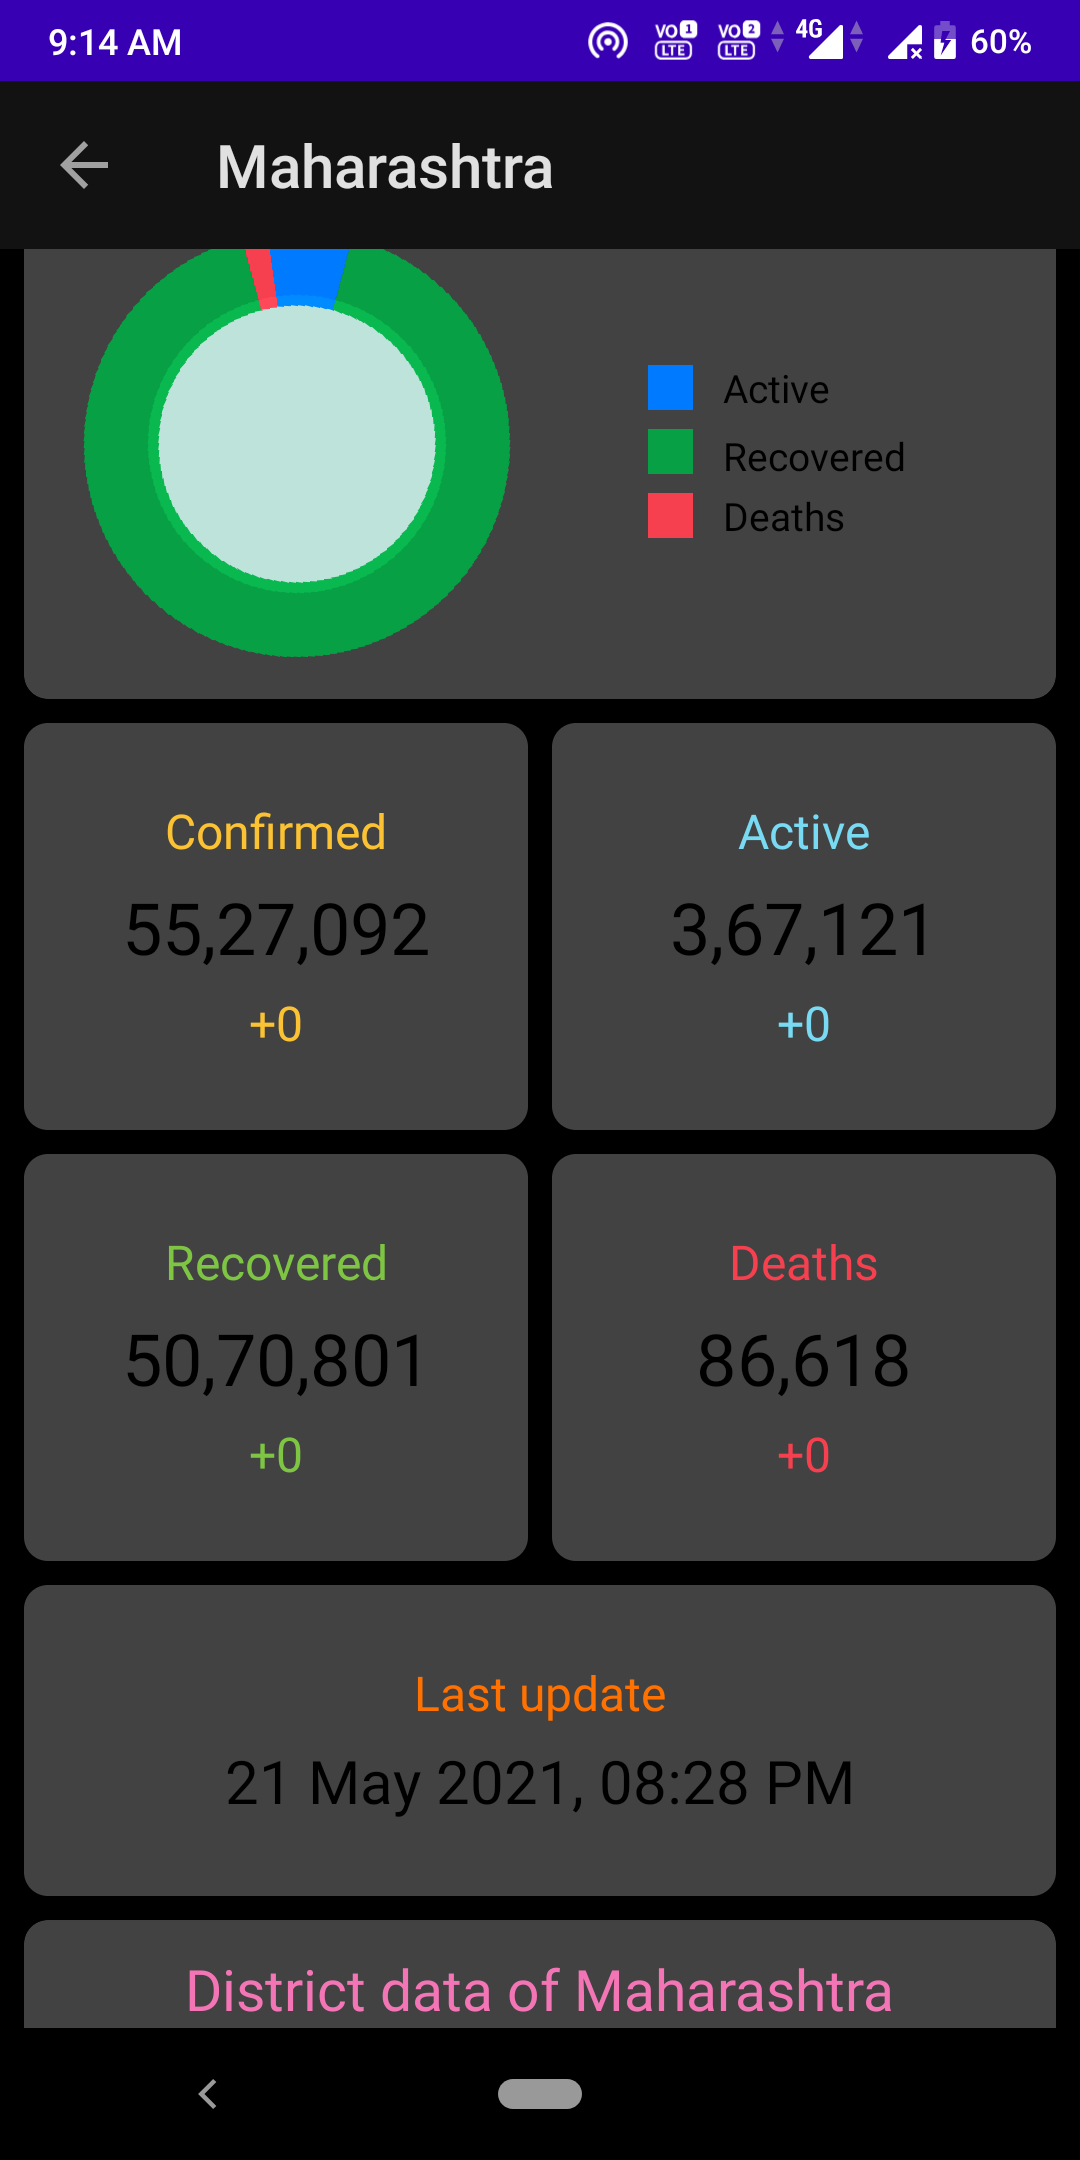 9:14 AM VO 1 LTE VO 2 LTE 4G 60%
Maharashtra
Active
Recovered
Deaths
Confirmed Active
55,27,092 3,67,121
+0 +0
Recovered Deaths
50,70,801 86,618
+0 +0
Last update
21 May 2021, 08:28 PM
District data of Maharashtra